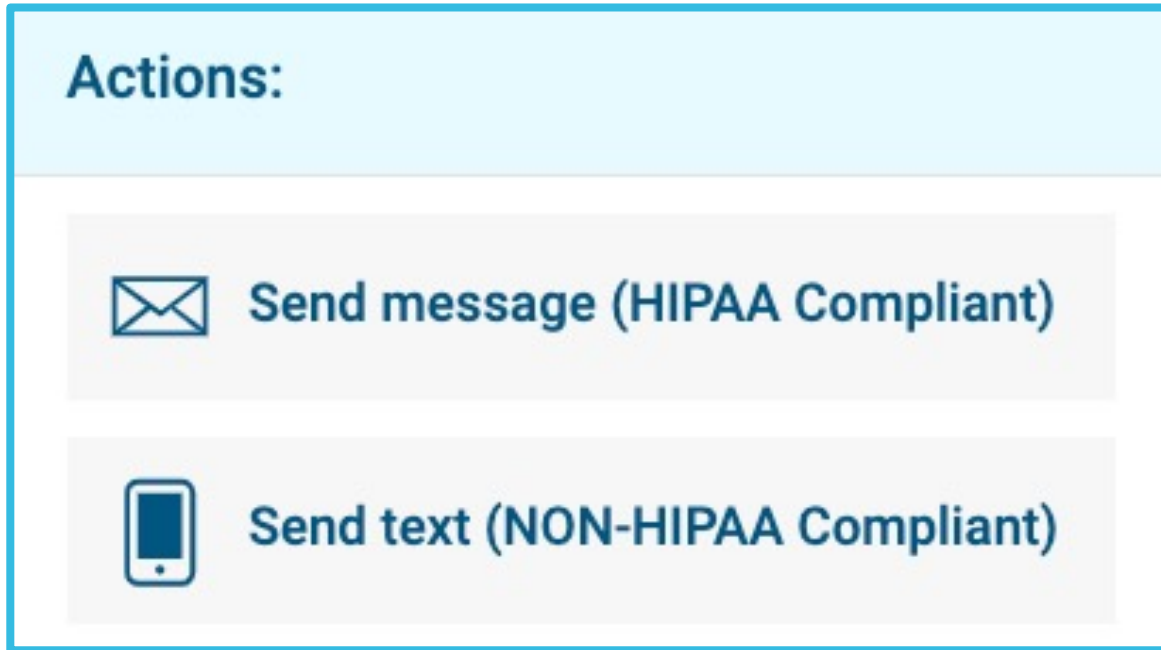 Actions:
Send message (HIPAA Compliant)
Send text (NON-HIPAA Compliant)